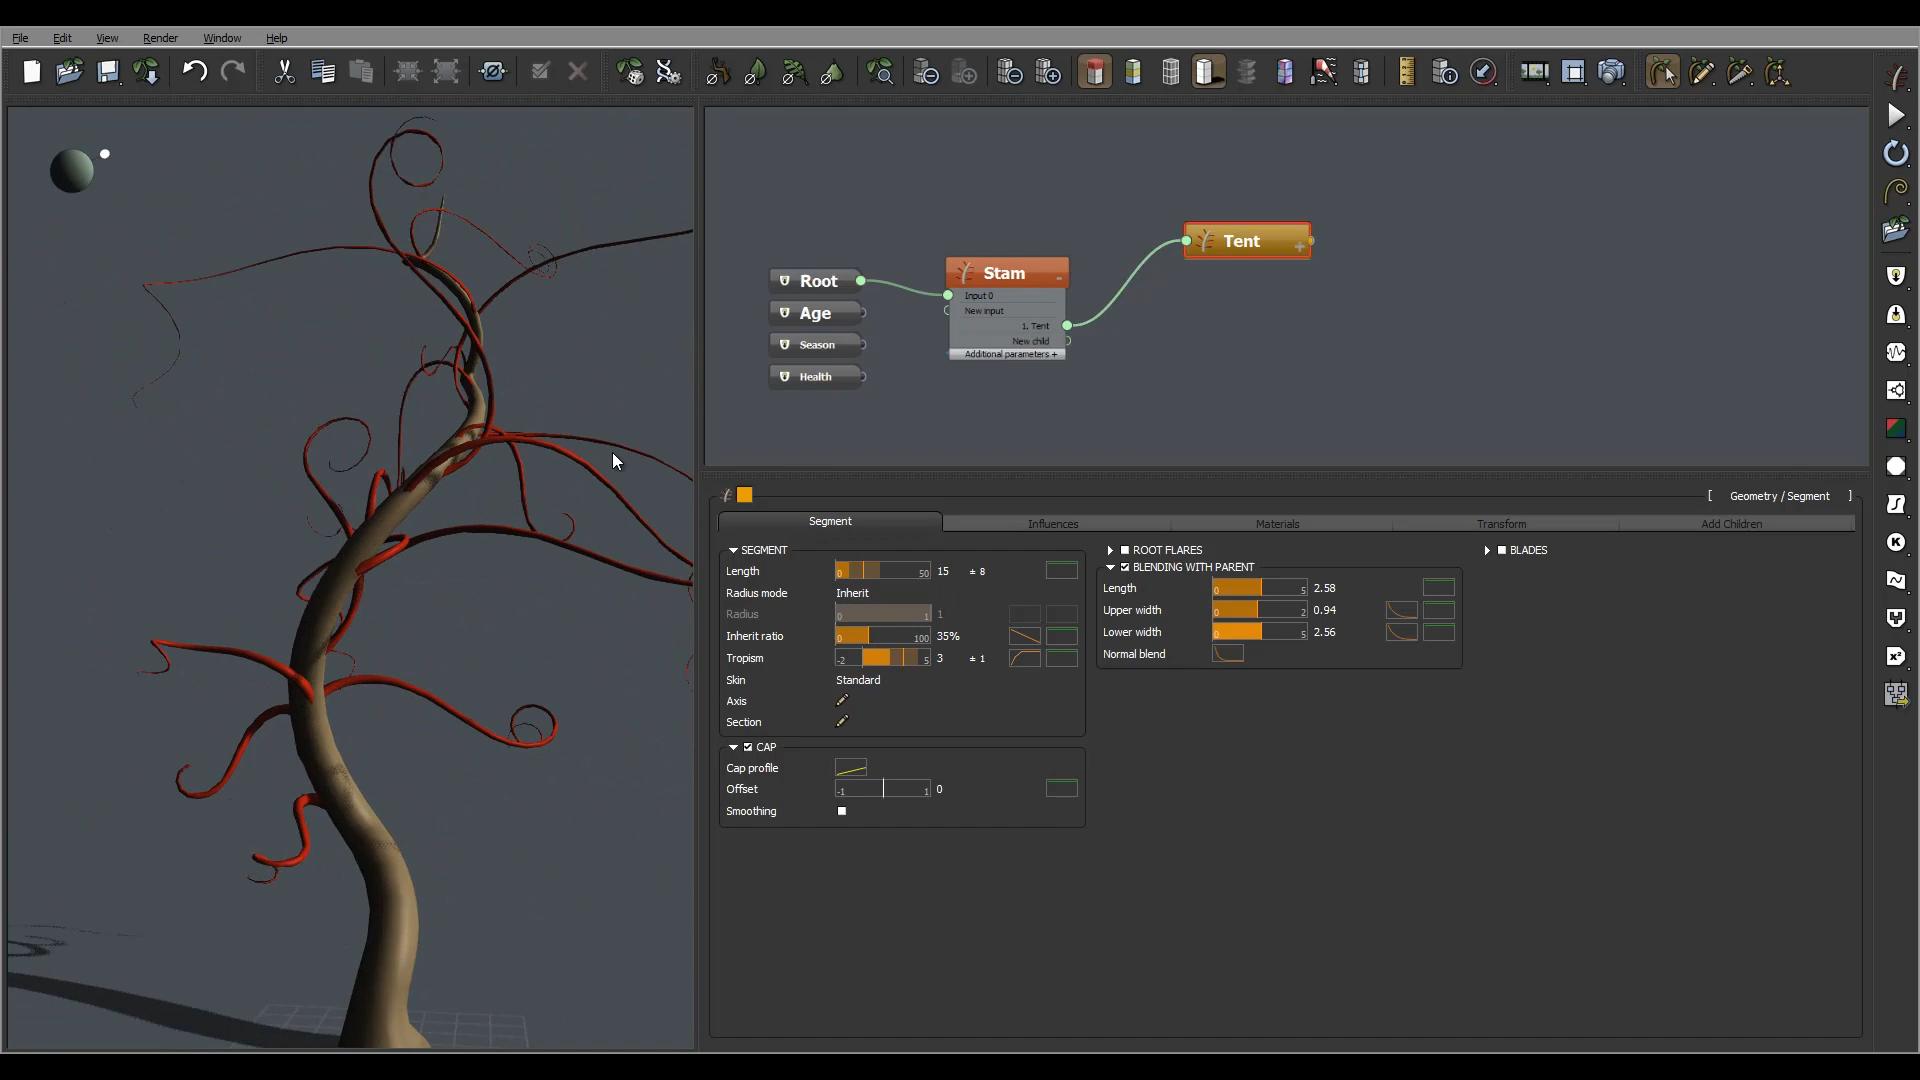 File Edit View Render Window Help
Root
Age
Season
Health
Stam
Input 0
New input
1. Tent
New child
Additional parameters +
Tent
[ Geometry / Segment ]
Segment Influences Materials Transform Add Children
SEGMENT
Length 0 50 15 ± 8
Radius mode Inherit
Radius 0 1 1
Inherit ratio 0 100 35%
Tropism -2 5 3 ± 1
Skin Standard
Axis
Section
CAP
Cap profile
Offset -1 1 0
Smoothing
ROOT FLARES
BLENDING WITH PARENT
Length 0 5 2.58
Upper width 0 2 0.94
Lower width 0 5 2.56
Normal blend
BLADES
K
x²